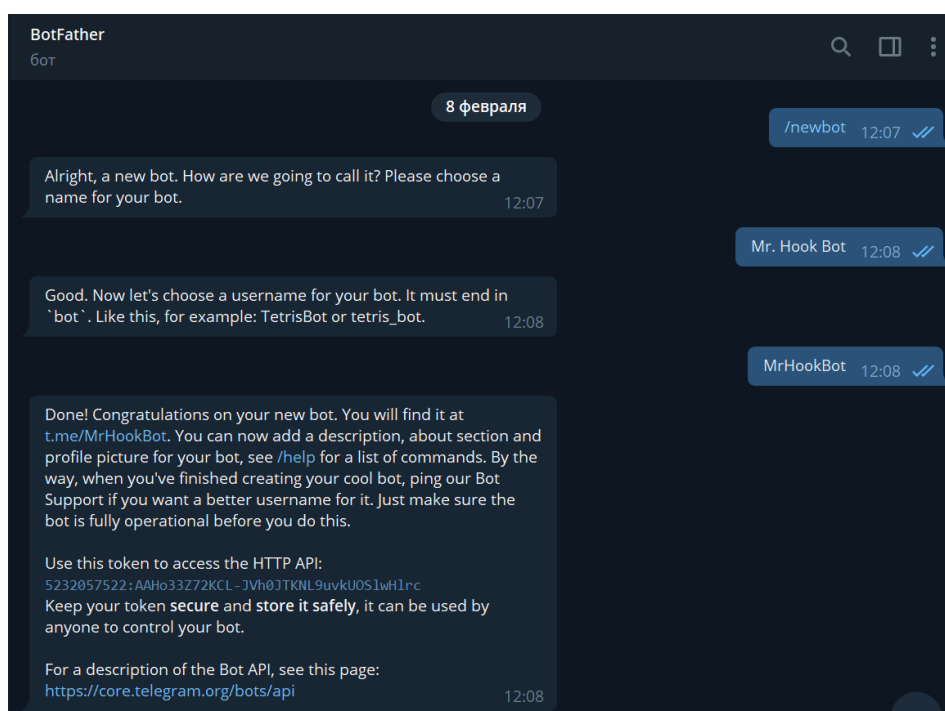 BotFather
бот
8 февраля
/newbot 12:07
Alright, a new bot. How are we going to call it? Please choose a
name for your bot. 12:07
Mr. Hook Bot 12:08
Good. Now let's choose a username for your bot. It must end in
`bot`. Like this, for example: TetrisBot or tetris_bot. 12:08
MrHookBot 12:08
Done! Congratulations on your new bot. You will find it at
t.me/MrHookBot. You can now add a description, about section and
profile picture for your bot, see /help for a list of commands. By the
way, when you've finished creating your cool bot, ping our Bot
Support if you want a better username for it. Just make sure the
bot is fully operational before you do this.
Use this token to access the HTTP API:
5232057522:AAHo33Z72KCL-JVh0JTKNL9uvkUOSlwHlrc
Keep your token secure and store it safely, it can be used by
anyone to control your bot.
For a description of the Bot API, see this page:
https://core.telegram.org/bots/api 12:08